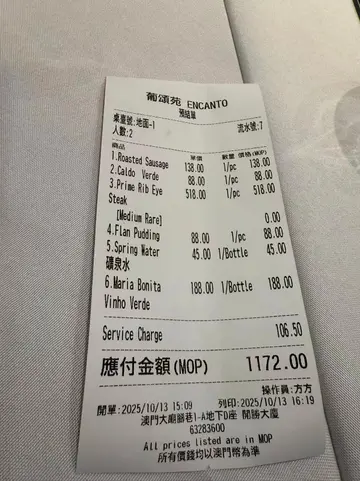 葡頌苑 ENCANTO
預結單
桌臺號:地面-1 流水號:7
人數:2
商品 單價 數量 價格(MOP)
1.Roasted Sausage 138.00 1/pc 138.00
2.Caldo Verde 88.00 1/pc 88.00
3.Prime Rib Eye 518.00 1/pc 518.00
Steak
[Medium Rare] 0.00
4.Flan Pudding 88.00 1/pc 88.00
5.Spring Water 45.00 1/Bottle 45.00
礦泉水
6.Maria Bonita 188.00 1/Bottle 188.00
Vinho Verde
Service Charge 106.50
應付金額(MOP) 1172.00
操作員:方方
開單:2025/10/13 15:09 列印:2025/10/13 16:19
澳門大廟腳巷1-A地下D座 開勝大廈
63283600
All prices listed are in MOP
所有價錢均以澳門幣為準